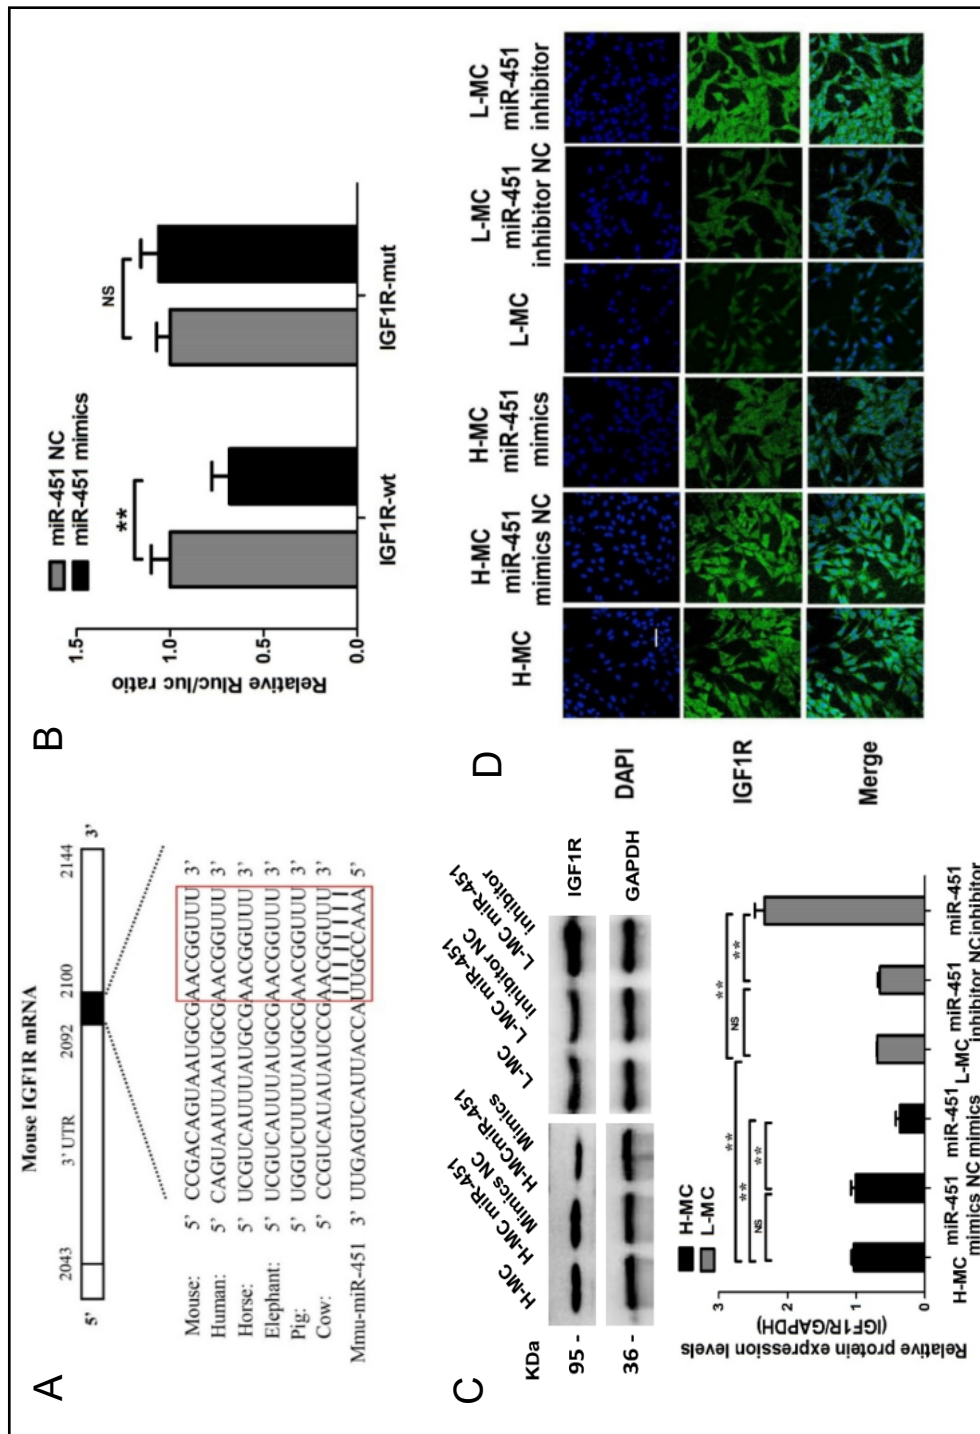 A
Mouse IGF1R mRNA
2043 3' UTR 2092 2100 2144
5' 3'
Mouse: 5' CCGACAGUAAUGCGAACGGUUU 3'
Human: 5' CAGUAAUUAAUGCGAACGGUUU 3'
Horse: 5' UCGUCAUUUAUGCGAACGGUUU 3'
Elephant: 5' UCGUCAUUUAUGCGAACGGUUU 3'
Pig: 5' UGGUCUUUUAUGCGAACGGUUU 3'
Cow: 5' CCGUCAUAUAUCCGAACGGUUU 3'
Mmu-miR-451 3' UUGAGUCAUUACCAUUGCCAAA 5'
B
miR-451 NC
miR-451 mimics
Relative Rluc/luc ratio
1.5
1.0
0.5
0.0
**
NS
IGF1R-wt IGF1R-mut
C
H-MC
H-MC miR-451
Mimics NC
H-MCmiR-451
Mimics
L-MC
L-MC miR-451
inhibitor NC
L-MC miR-451
inhibitor
KDa
95 - IGF1R
36 - GAPDH
H-MC
L-MC
Relative protein expression levels
(IGF1R/GAPDH)
3
2
1
0
**
**
** NS **
NS ** NS **
H-MC miR-451 miR-451 L-MC miR-451 miR-451
mimics NC mimics inhibitor NC inhibitor
D
H-MC
H-MC
miR-451
mimics NC
H-MC
miR-451
mimics
L-MC
L-MC
miR-451
inhibitor NC
L-MC
miR-451
inhibitor
DAPI
IGF1R
Merge